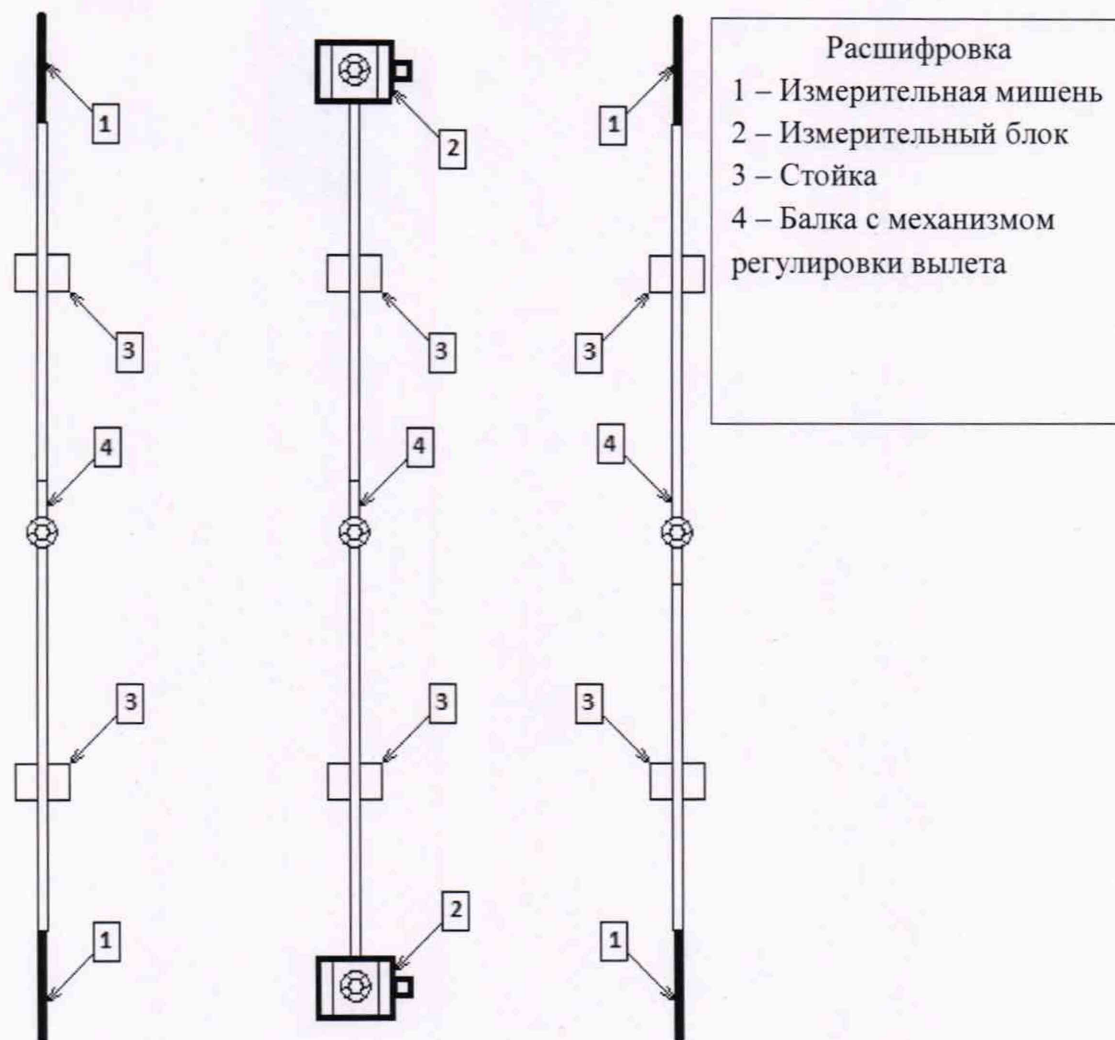 Расшифровка
1 – Измерительная мишень
2 – Измерительный блок
3 – Стойка
4 – Балка с механизмом
регулировки вылета
1
2
1
3
3
3
4
4
4
3
3
3
2
1
1